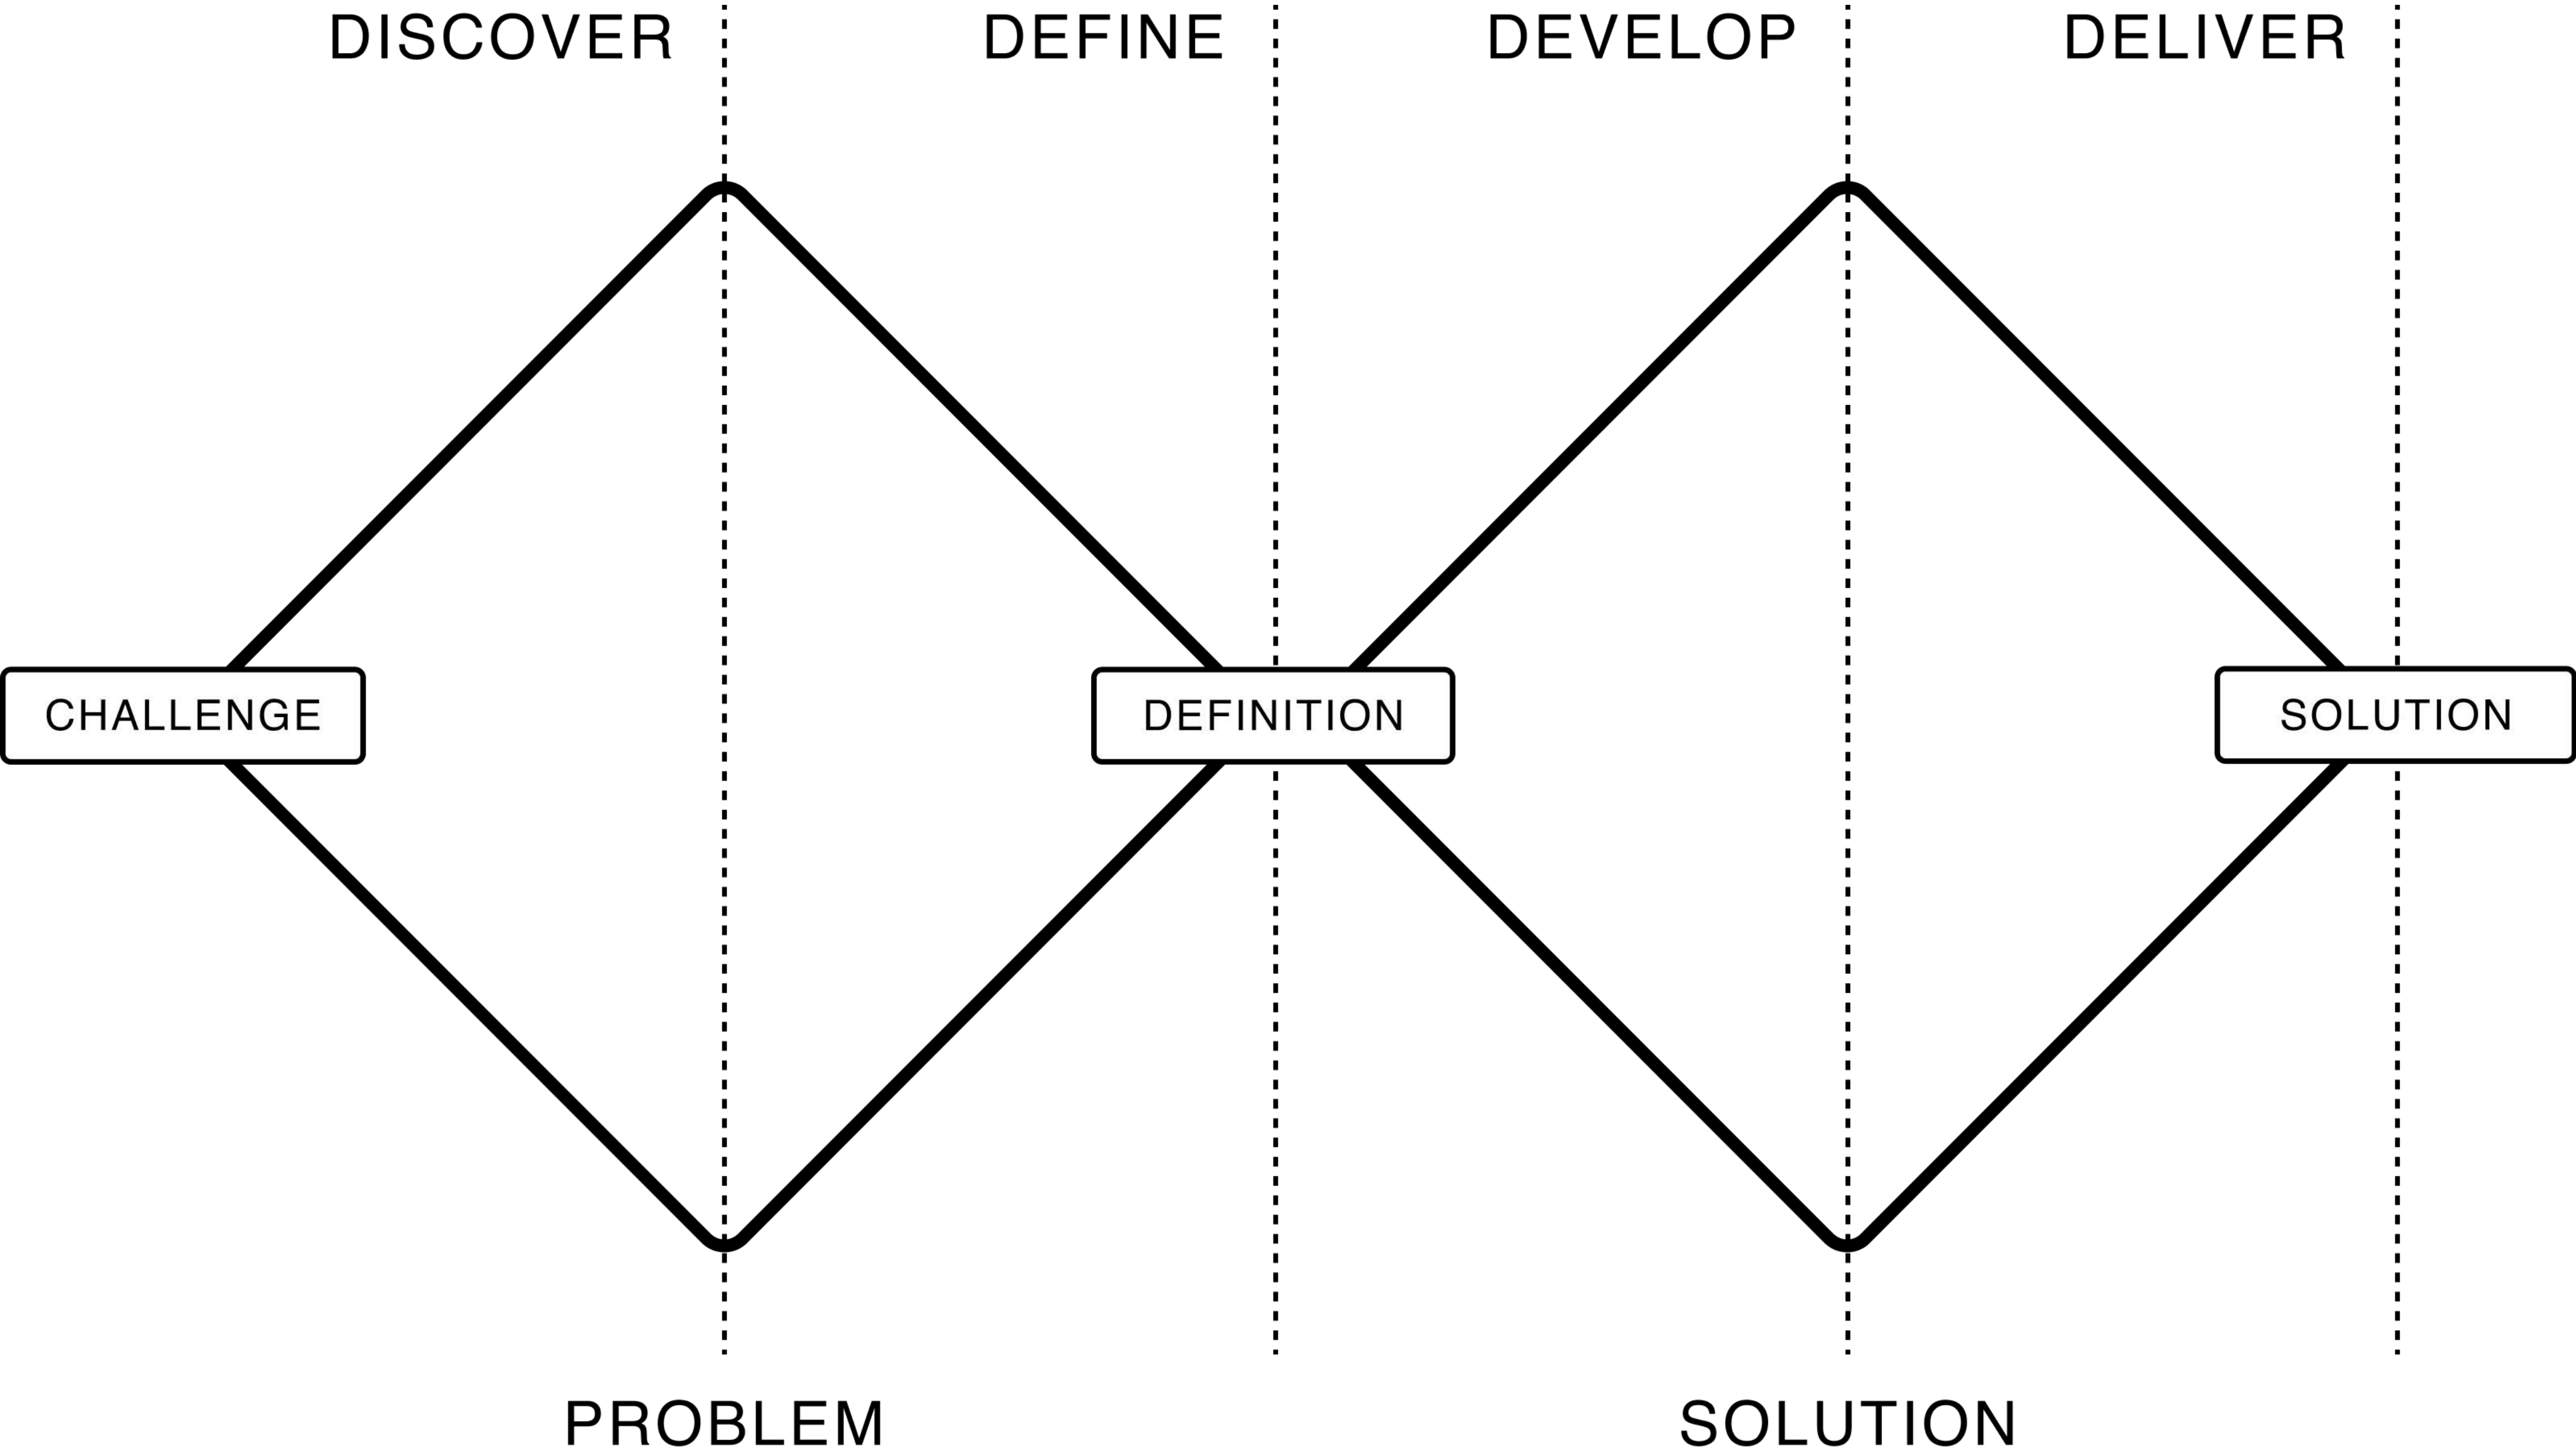 DISCOVER
DEFINE
DEVELOP
DELIVER
CHALLENGE
DEFINITION
SOLUTION
PROBLEM
SOLUTION